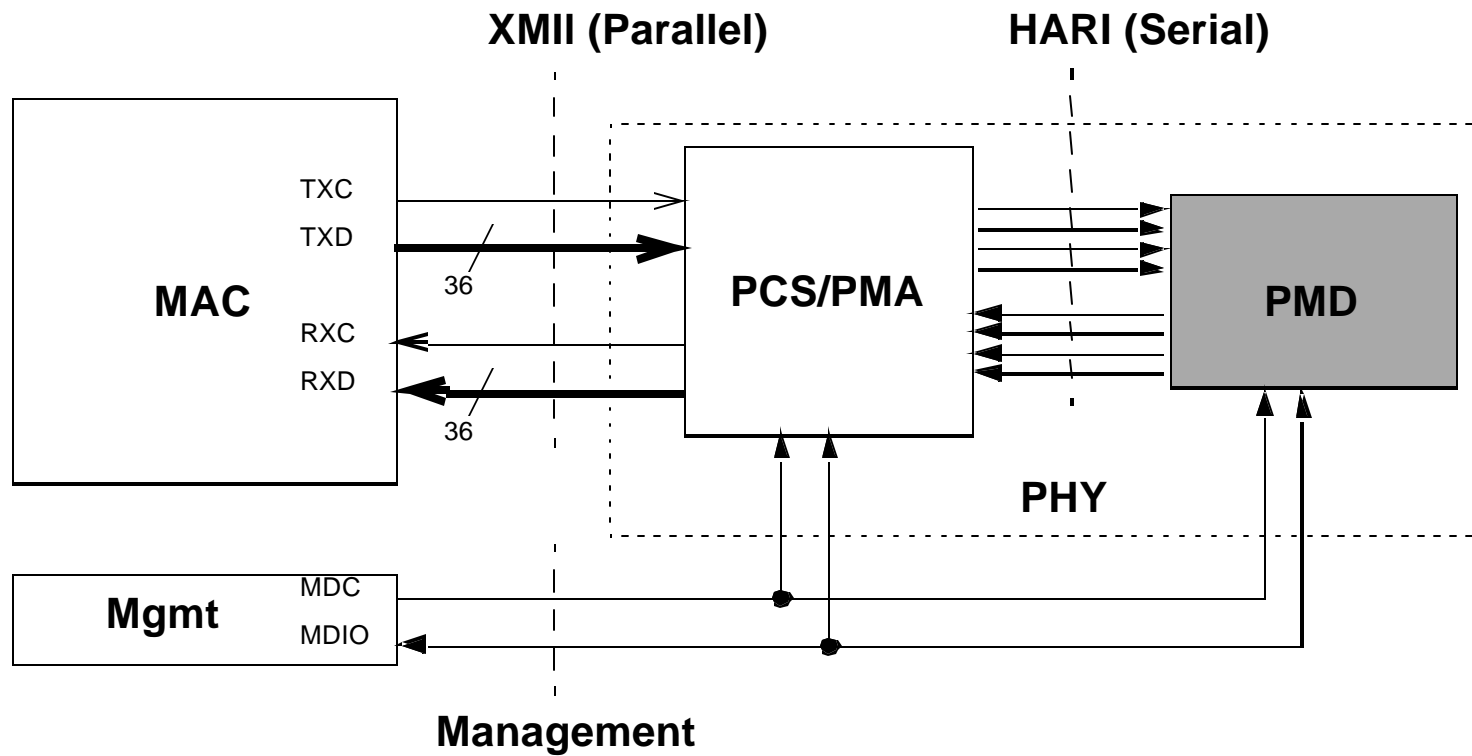 XMII (Parallel)
HARI (Serial)
TXC
TXD
36
MAC
PCS/PMA
PMD
RXC
RXD
36
PHY
Mgmt
MDC
MDIO
Management